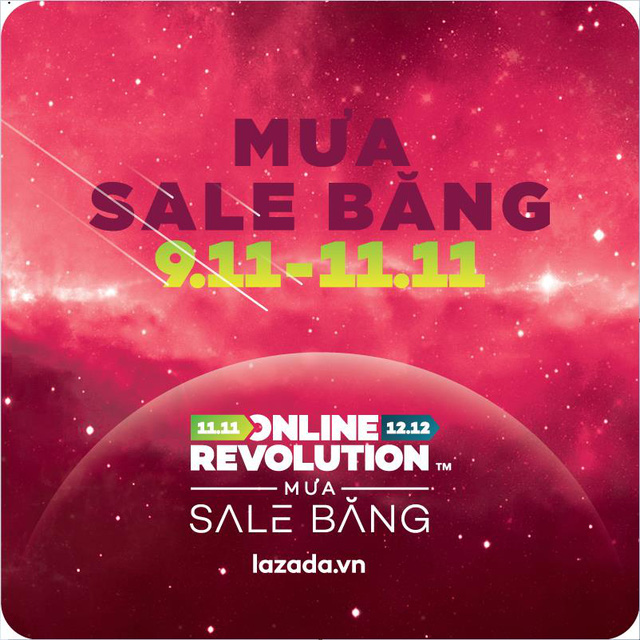 MƯA
SALE BĂNG
9.11-11.11
11.11 ONLINE 12.12
REVOLUTION ™
MƯA
SALE BĂNG
lazada.vn